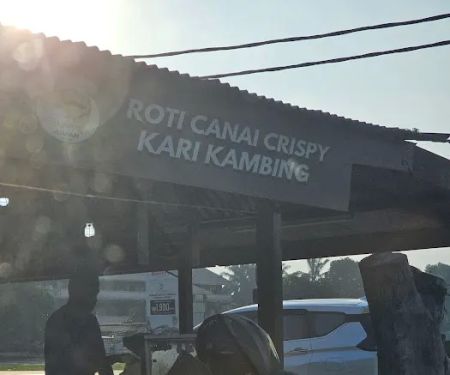 ROTI CANAI CRISPY
KARI KAMBING